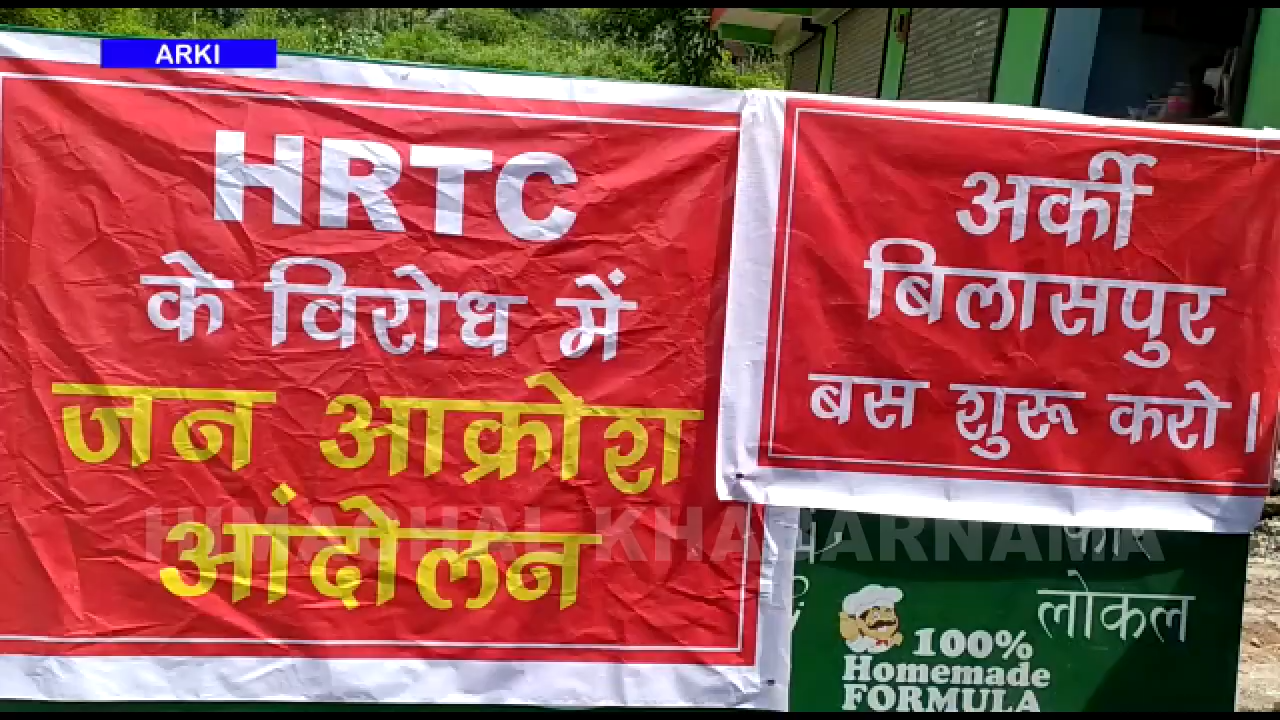 ARKI
HRTC
के विरोध में
जन आक्रोश
आंदोलन
अर्की
बिलासपुर
बस शुरू करो।
HIMACHAL KHABARNAMA
लोकल
100%
Homemade
FORMULA